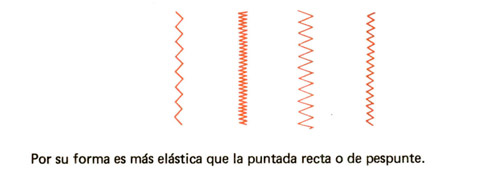 Por su forma es más elástica que la puntada recta o de pespunte.